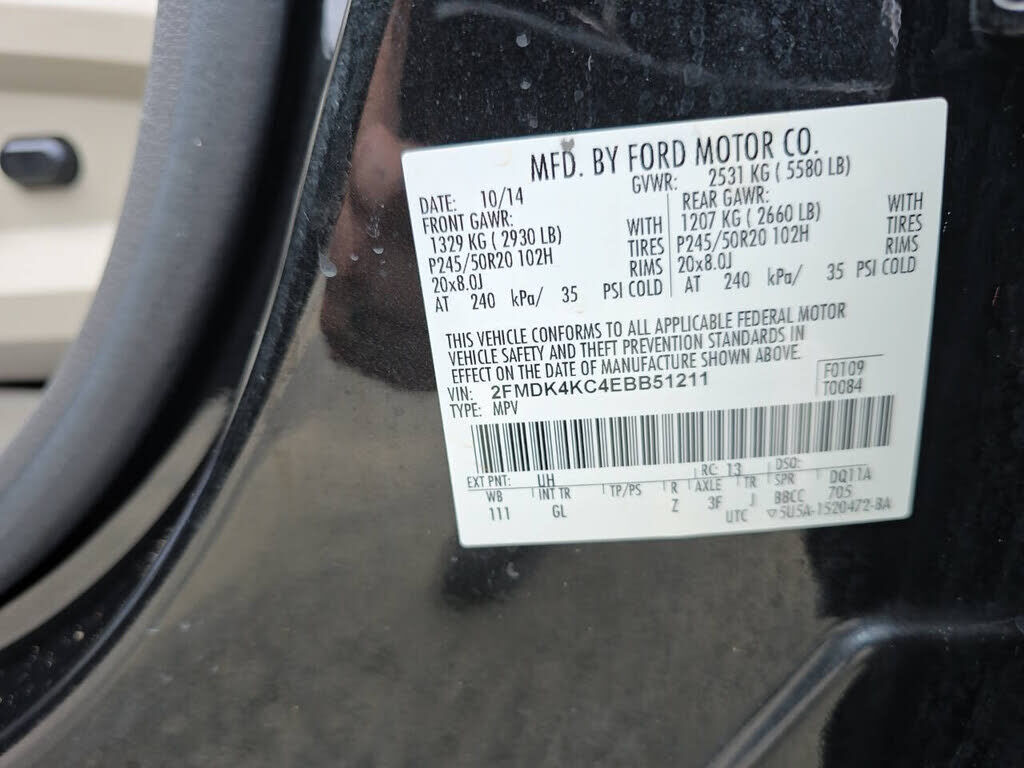 MFD. BY FORD MOTOR CO.
DATE: 10/14 GVWR: 2531 KG ( 5580 LB)
FRONT GAWR: WITH REAR GAWR: WITH
1329 KG ( 2930 LB) TIRES 1207 KG ( 2660 LB) TIRES
P245/50R20 102H RIMS P245/50R20 102H RIMS
20x8.0J 20x8.0J
AT 240 kPa/ 35 PSI COLD AT 240 kPa/ 35 PSI COLD
THIS VEHICLE CONFORMS TO ALL APPLICABLE FEDERAL MOTOR
VEHICLE SAFETY AND THEFT PREVENTION STANDARDS IN
EFFECT ON THE DATE OF MANUFACTURE SHOWN ABOVE.
VIN: 2FMDK4KC4EBB51211 F0109
TYPE: MPV T0084
EXT PNT: UH RC: 13 DSO:
WB INT TR TP/PS R AXLE TR SPR DQ11A
111 GL Z 3F J BBCC 705
UTC ▽5U5A-1520472-BA